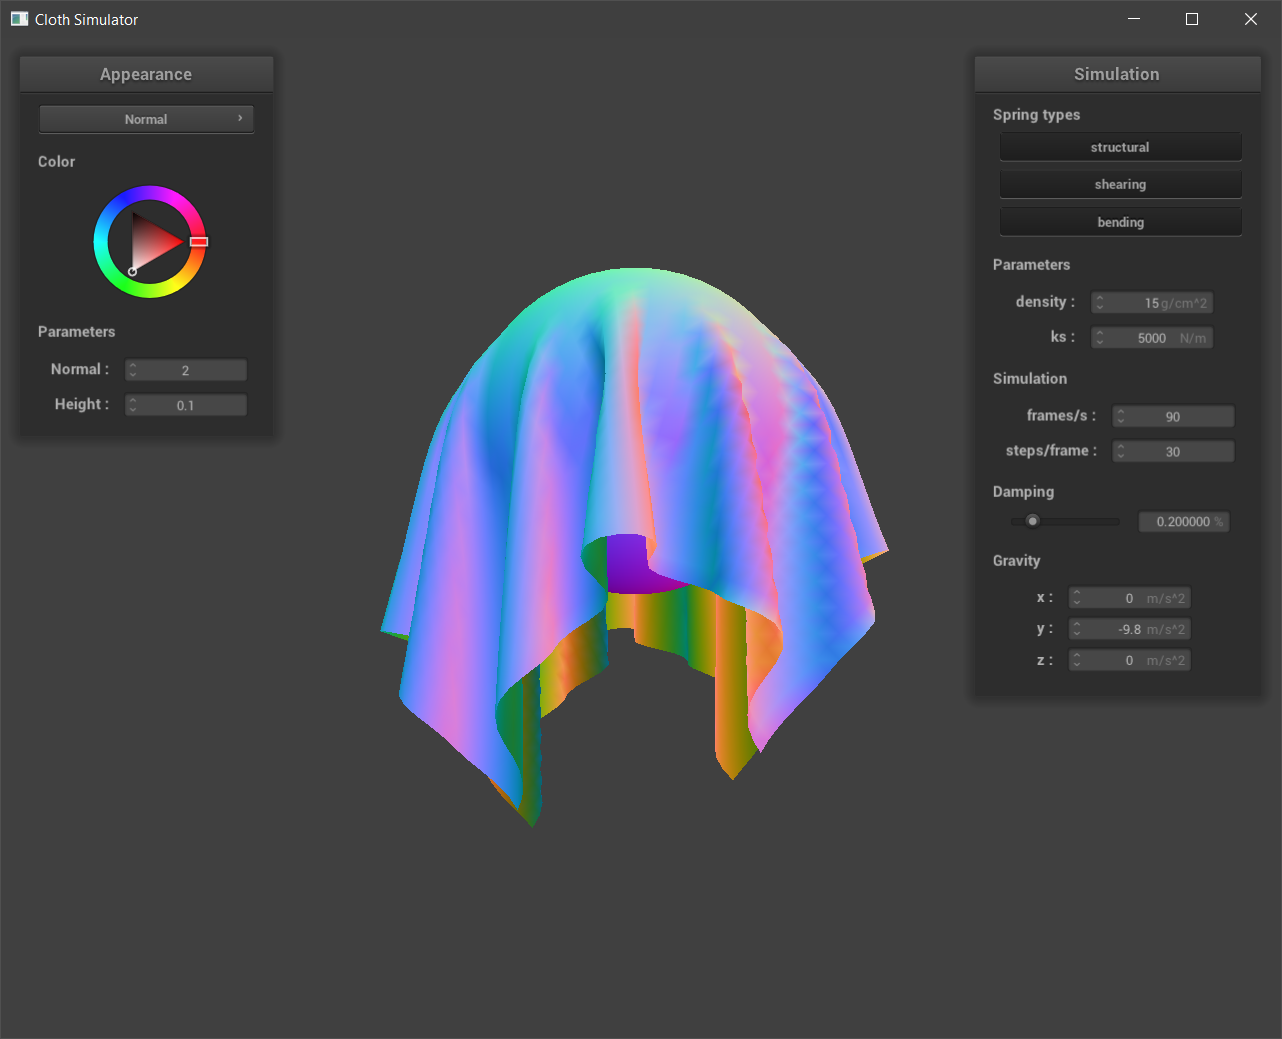 Cloth Simulator
Appearance
Normal
Color
Parameters
Normal : 2
Height : 0.1
Simulation
Spring types
structural
shearing
bending
Parameters
density : 15 g/cm^2
ks : 5000 N/m
Simulation
frames/s : 90
steps/frame : 30
Damping
0.200000 %
Gravity
x : 0 m/s^2
y : -9.8 m/s^2
z : 0 m/s^2